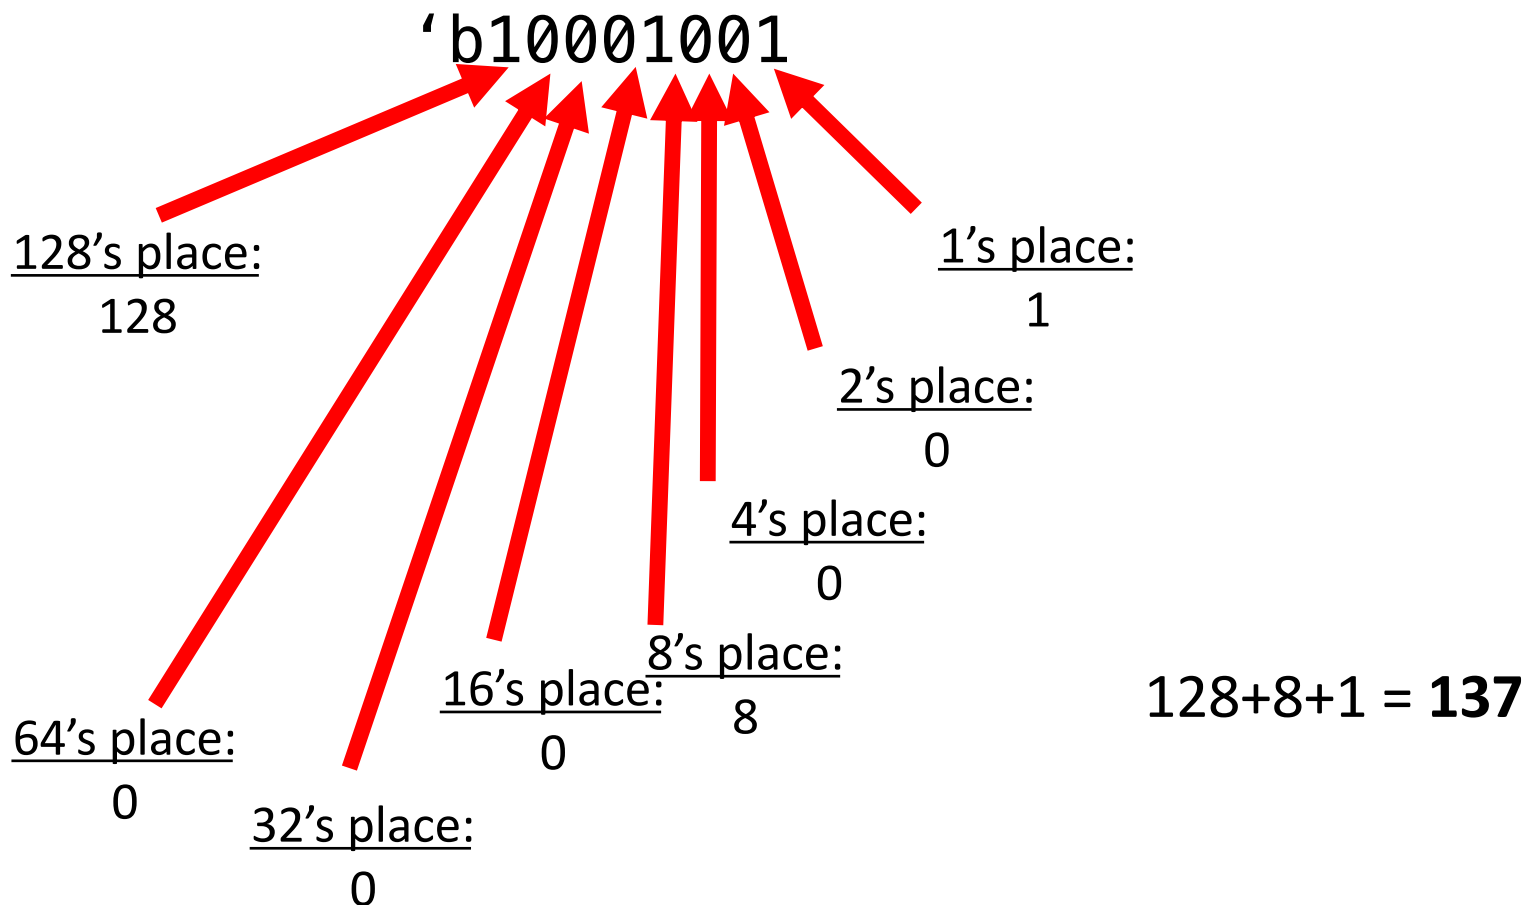 ‘b10001001
128’s place:
128
64’s place:
0
32’s place:
0
16’s place:
0
8’s place:
8
4’s place:
0
2’s place:
0
1’s place:
1
128+8+1 = 137